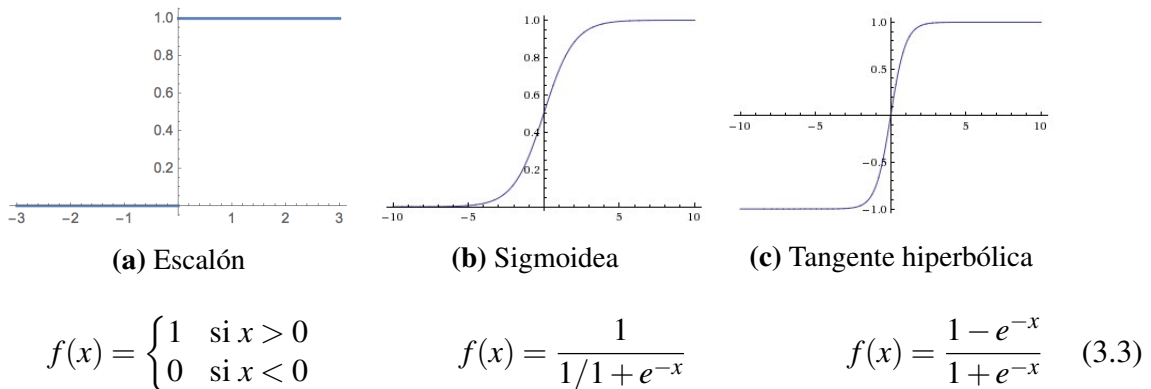 1.0
0.8
0.6
0.4
0.2
-3 -2 -1 1 2 3
1.0
0.8
0.6
0.4
0.2
-10 -5 5 10
1.0
0.5
-10 -5 5 10
-0.5
-1.0
(a) Escalón (b) Sigmoidea (c) Tangente hiperbólica
f(x) = { 1 si x > 0
0 si x < 0
f(x) = 1 / (1/1 + e^{-x})
f(x) = (1 − e^{-x}) / (1 + e^{-x}) (3.3)